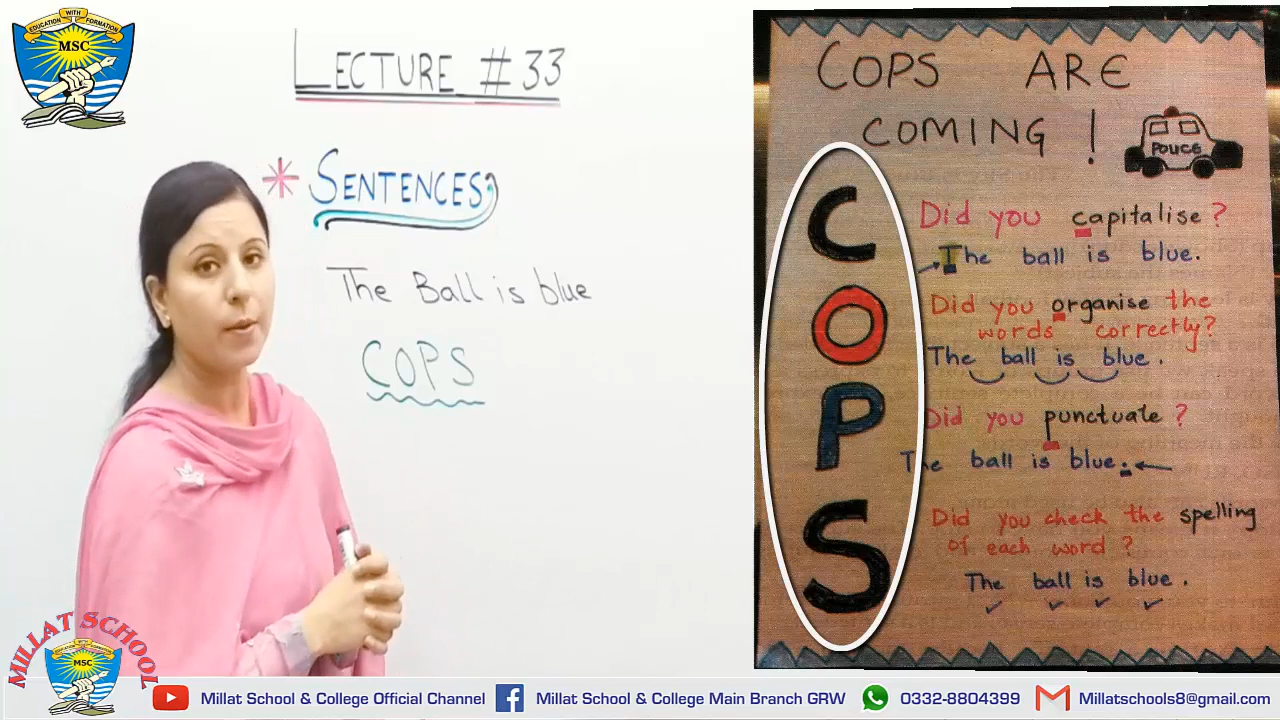 EDUCATION WITH FORMATION
MSC
LECTURE # 33
* SENTENCES
The Ball is blue
COPS
COPS ARE
COMING !
POLICE
C
Did you capitalise ?
The ball is blue.
O
Did you organise the
words correctly?
The ball is blue.
P
Did you punctuate ?
The ball is blue.
S
Did you check the spelling
of each word ?
The ball is blue.
MILLAT SCHOOL
MSC
Millat School & College Official Channel
Millat School & College Main Branch GRW
0332-8804399
Millatschools8@gmail.com